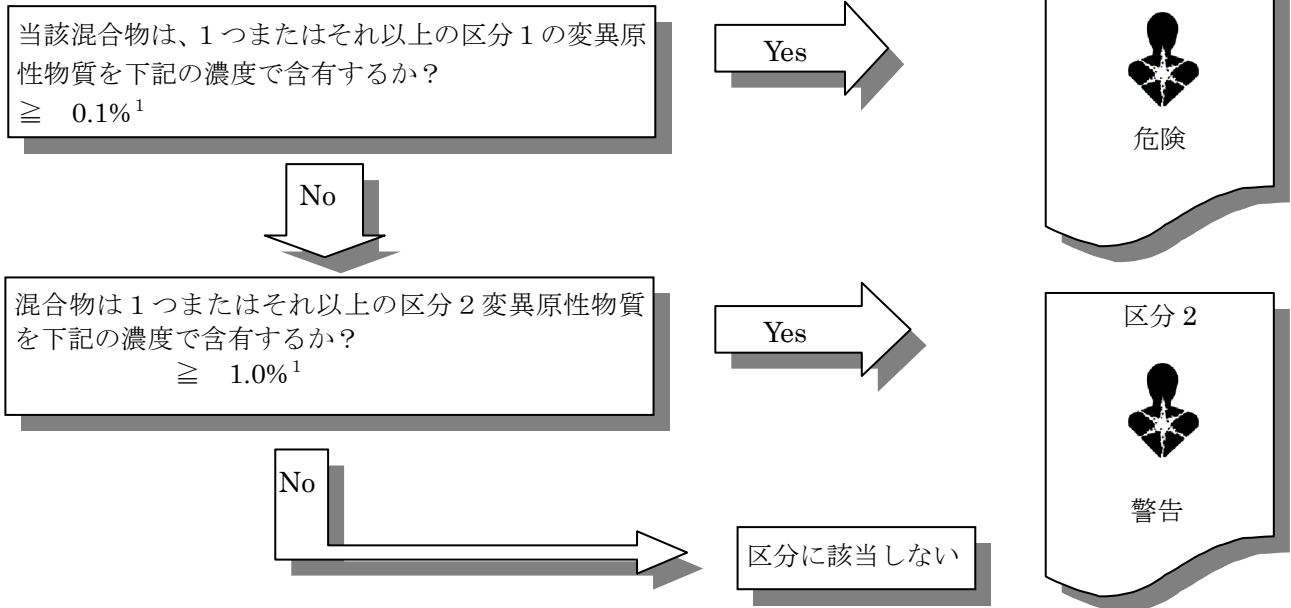 当該混合物は、1つまたはそれ以上の区分1の変異原
性物質を下記の濃度で含有するか?
≧ 0.1%¹
Yes
危険
No
混合物は1つまたはそれ以上の区分2変異原性物質
を下記の濃度で含有するか?
≧ 1.0%¹
Yes
区分2
警告
No
区分に該当しない